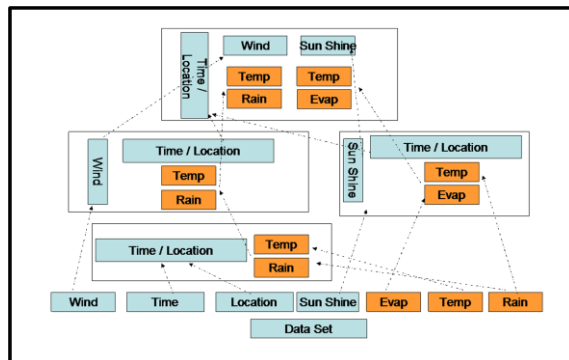 Wind
Sun Shine
Time /
Location
Temp
Temp
Rain
Evap
Wind
Time / Location
Temp
Rain
Sun Shine
Time / Location
Temp
Evap
Time / Location
Temp
Rain
Wind
Time
Location
Sun Shine
Evap
Temp
Rain
Data Set